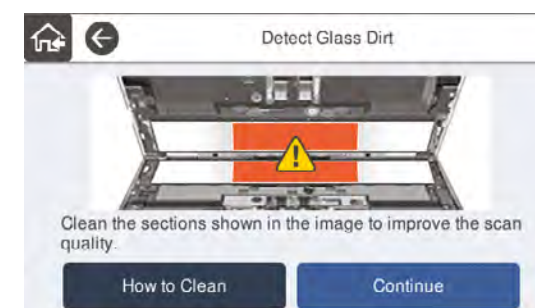 Detect Glass Dirt
Clean the sections shown in the image to improve the scan
quality.
How to Clean
Continue